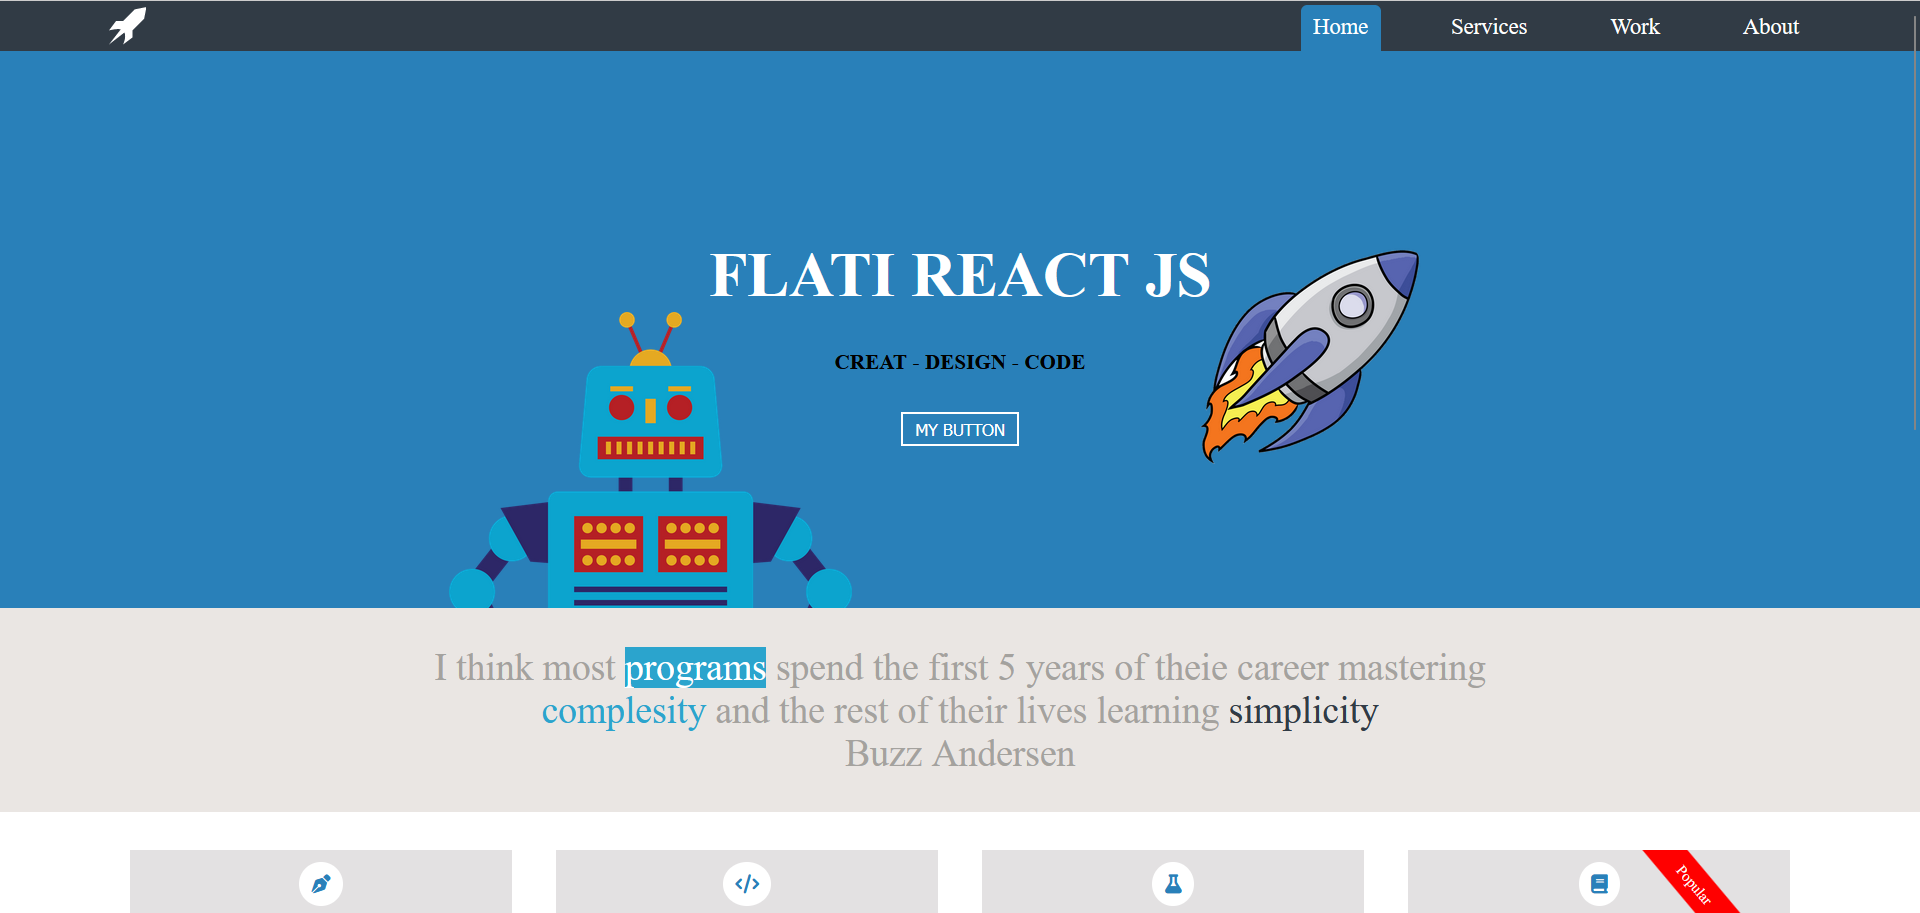 Home Services Work About
FLATI REACT JS
CREAT - DESIGN - CODE
MY BUTTON
I think most programs spend the first 5 years of theie career mastering
complesity and the rest of their lives learning simplicity
Buzz Andersen
Popular